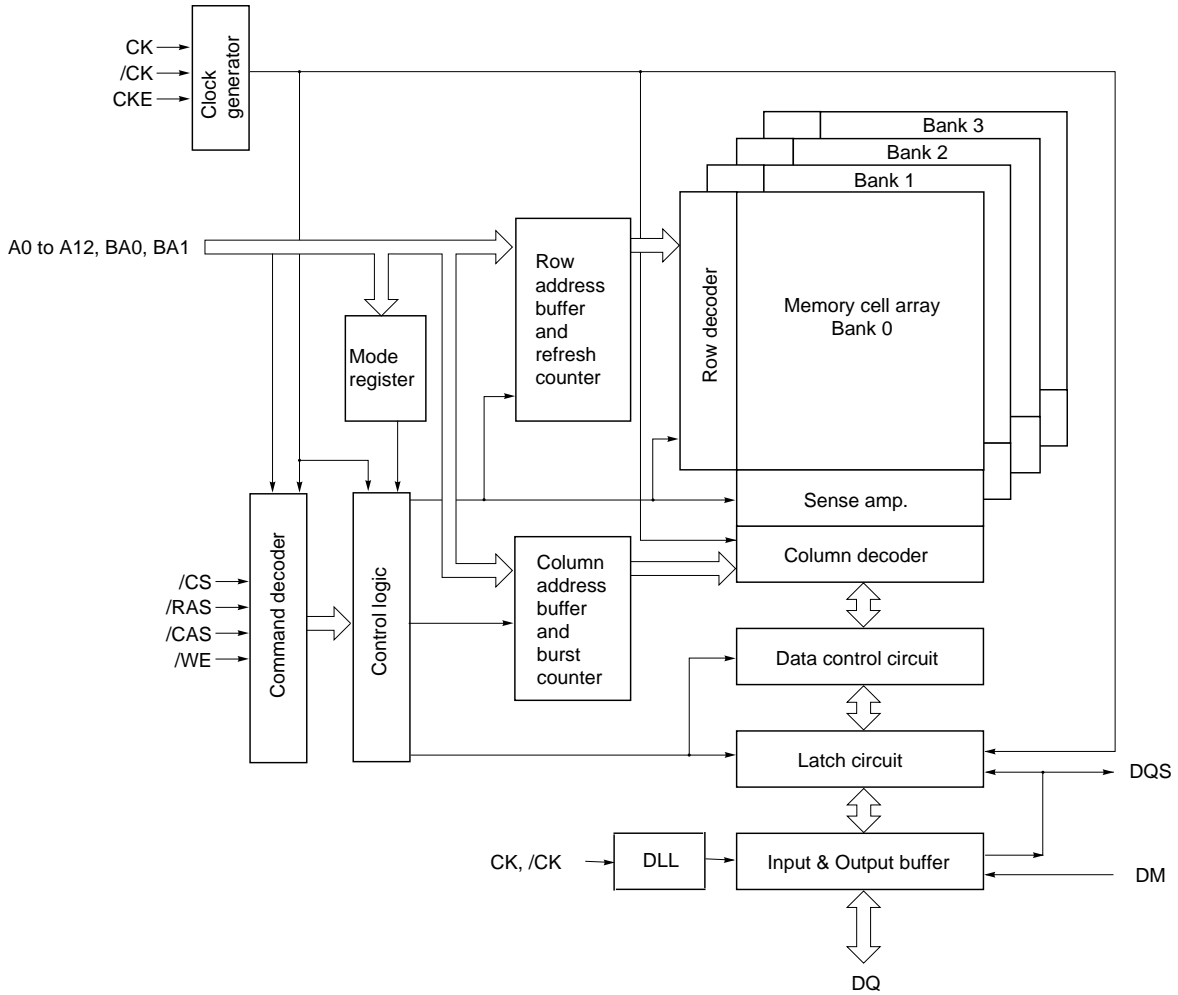 CK
/CK
CKE
Clock
generator
Bank 3
Bank 2
Bank 1
A0 to A12, BA0, BA1
Mode
register
Row
address
buffer
and
refresh
counter
Row decoder
Memory cell array
Bank 0
Sense amp.
Column decoder
/CS
/RAS
/CAS
/WE
Command decoder
Control logic
Column
address
buffer
and
burst
counter
Data control circuit
Latch circuit
DQS
CK, /CK
DLL
Input & Output buffer
DM
DQ